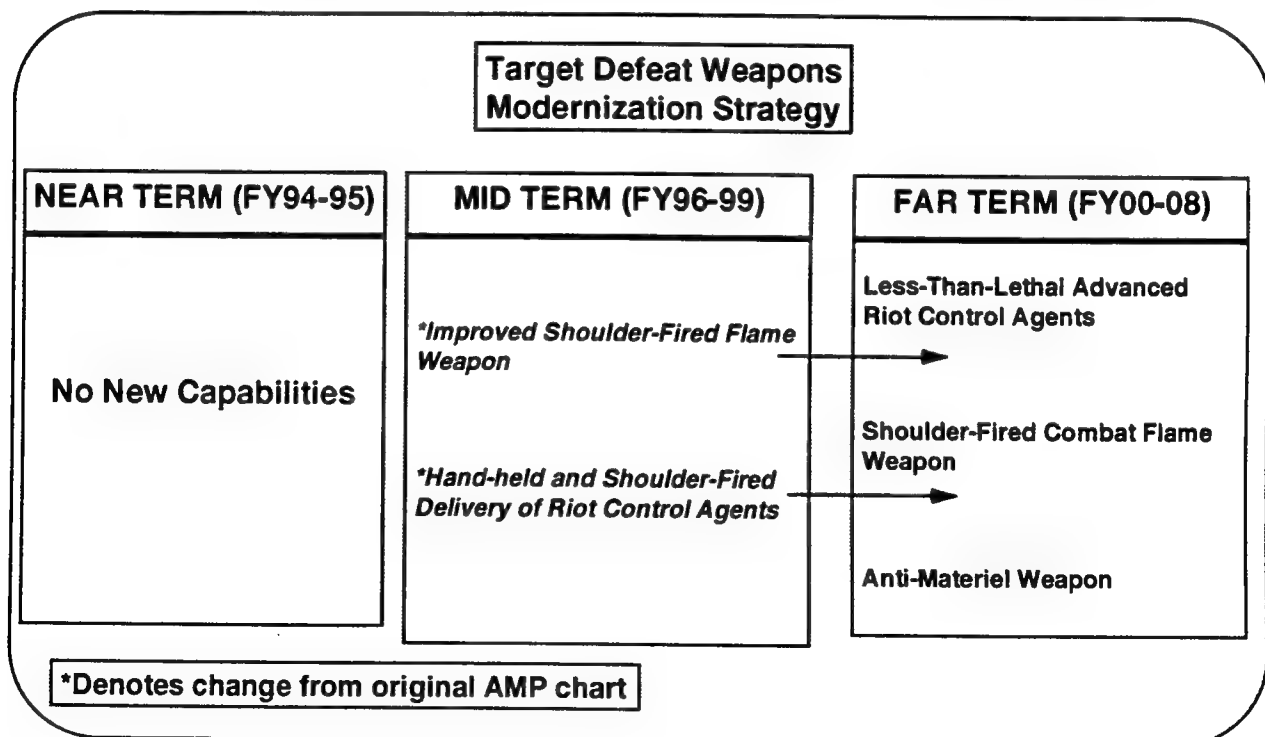 Target Defeat Weapons
Modernization Strategy
NEAR TERM (FY94-95)
No New Capabilities
MID TERM (FY96-99)
*Improved Shoulder-Fired Flame
Weapon
*Hand-held and Shoulder-Fired
Delivery of Riot Control Agents
FAR TERM (FY00-08)
Less-Than-Lethal Advanced
Riot Control Agents
Shoulder-Fired Combat Flame
Weapon
Anti-Materiel Weapon
*Denotes change from original AMP chart